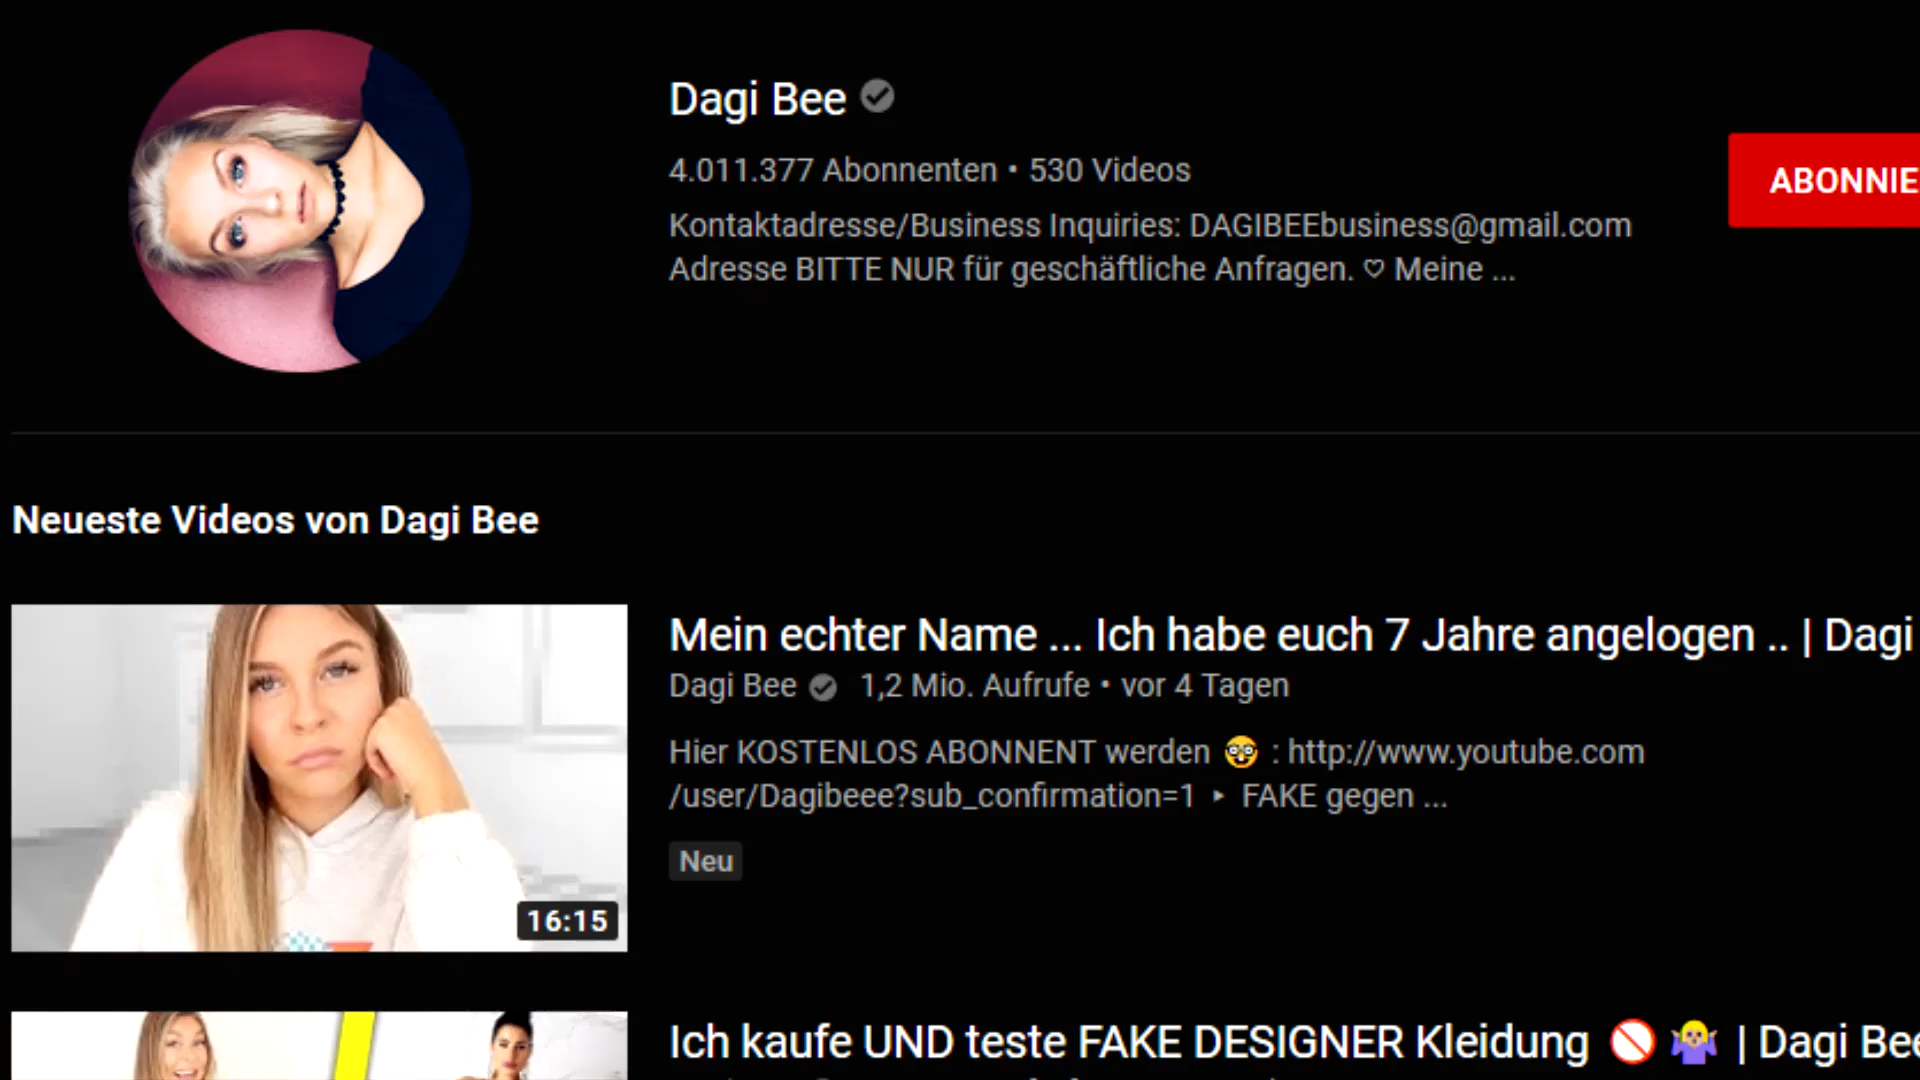 Dagi Bee
4.011.377 Abonnenten • 530 Videos
ABONNIE
Kontaktadresse/Business Inquiries: DAGIBEEbusiness@gmail.com
Adresse BITTE NUR für geschäftliche Anfragen. ♡ Meine ...
Neueste Videos von Dagi Bee
Mein echter Name ... Ich habe euch 7 Jahre angelogen .. | Dagi
Dagi Bee 1,2 Mio. Aufrufe • vor 4 Tagen
Hier KOSTENLOS ABONNENT werden 🤓 : http://www.youtube.com
/user/Dagibeee?sub_confirmation=1 ▸ FAKE gegen ...
Neu
16:15
Ich kaufe UND teste FAKE DESIGNER Kleidung 🚫 🤷‍♀️ | Dagi Bee